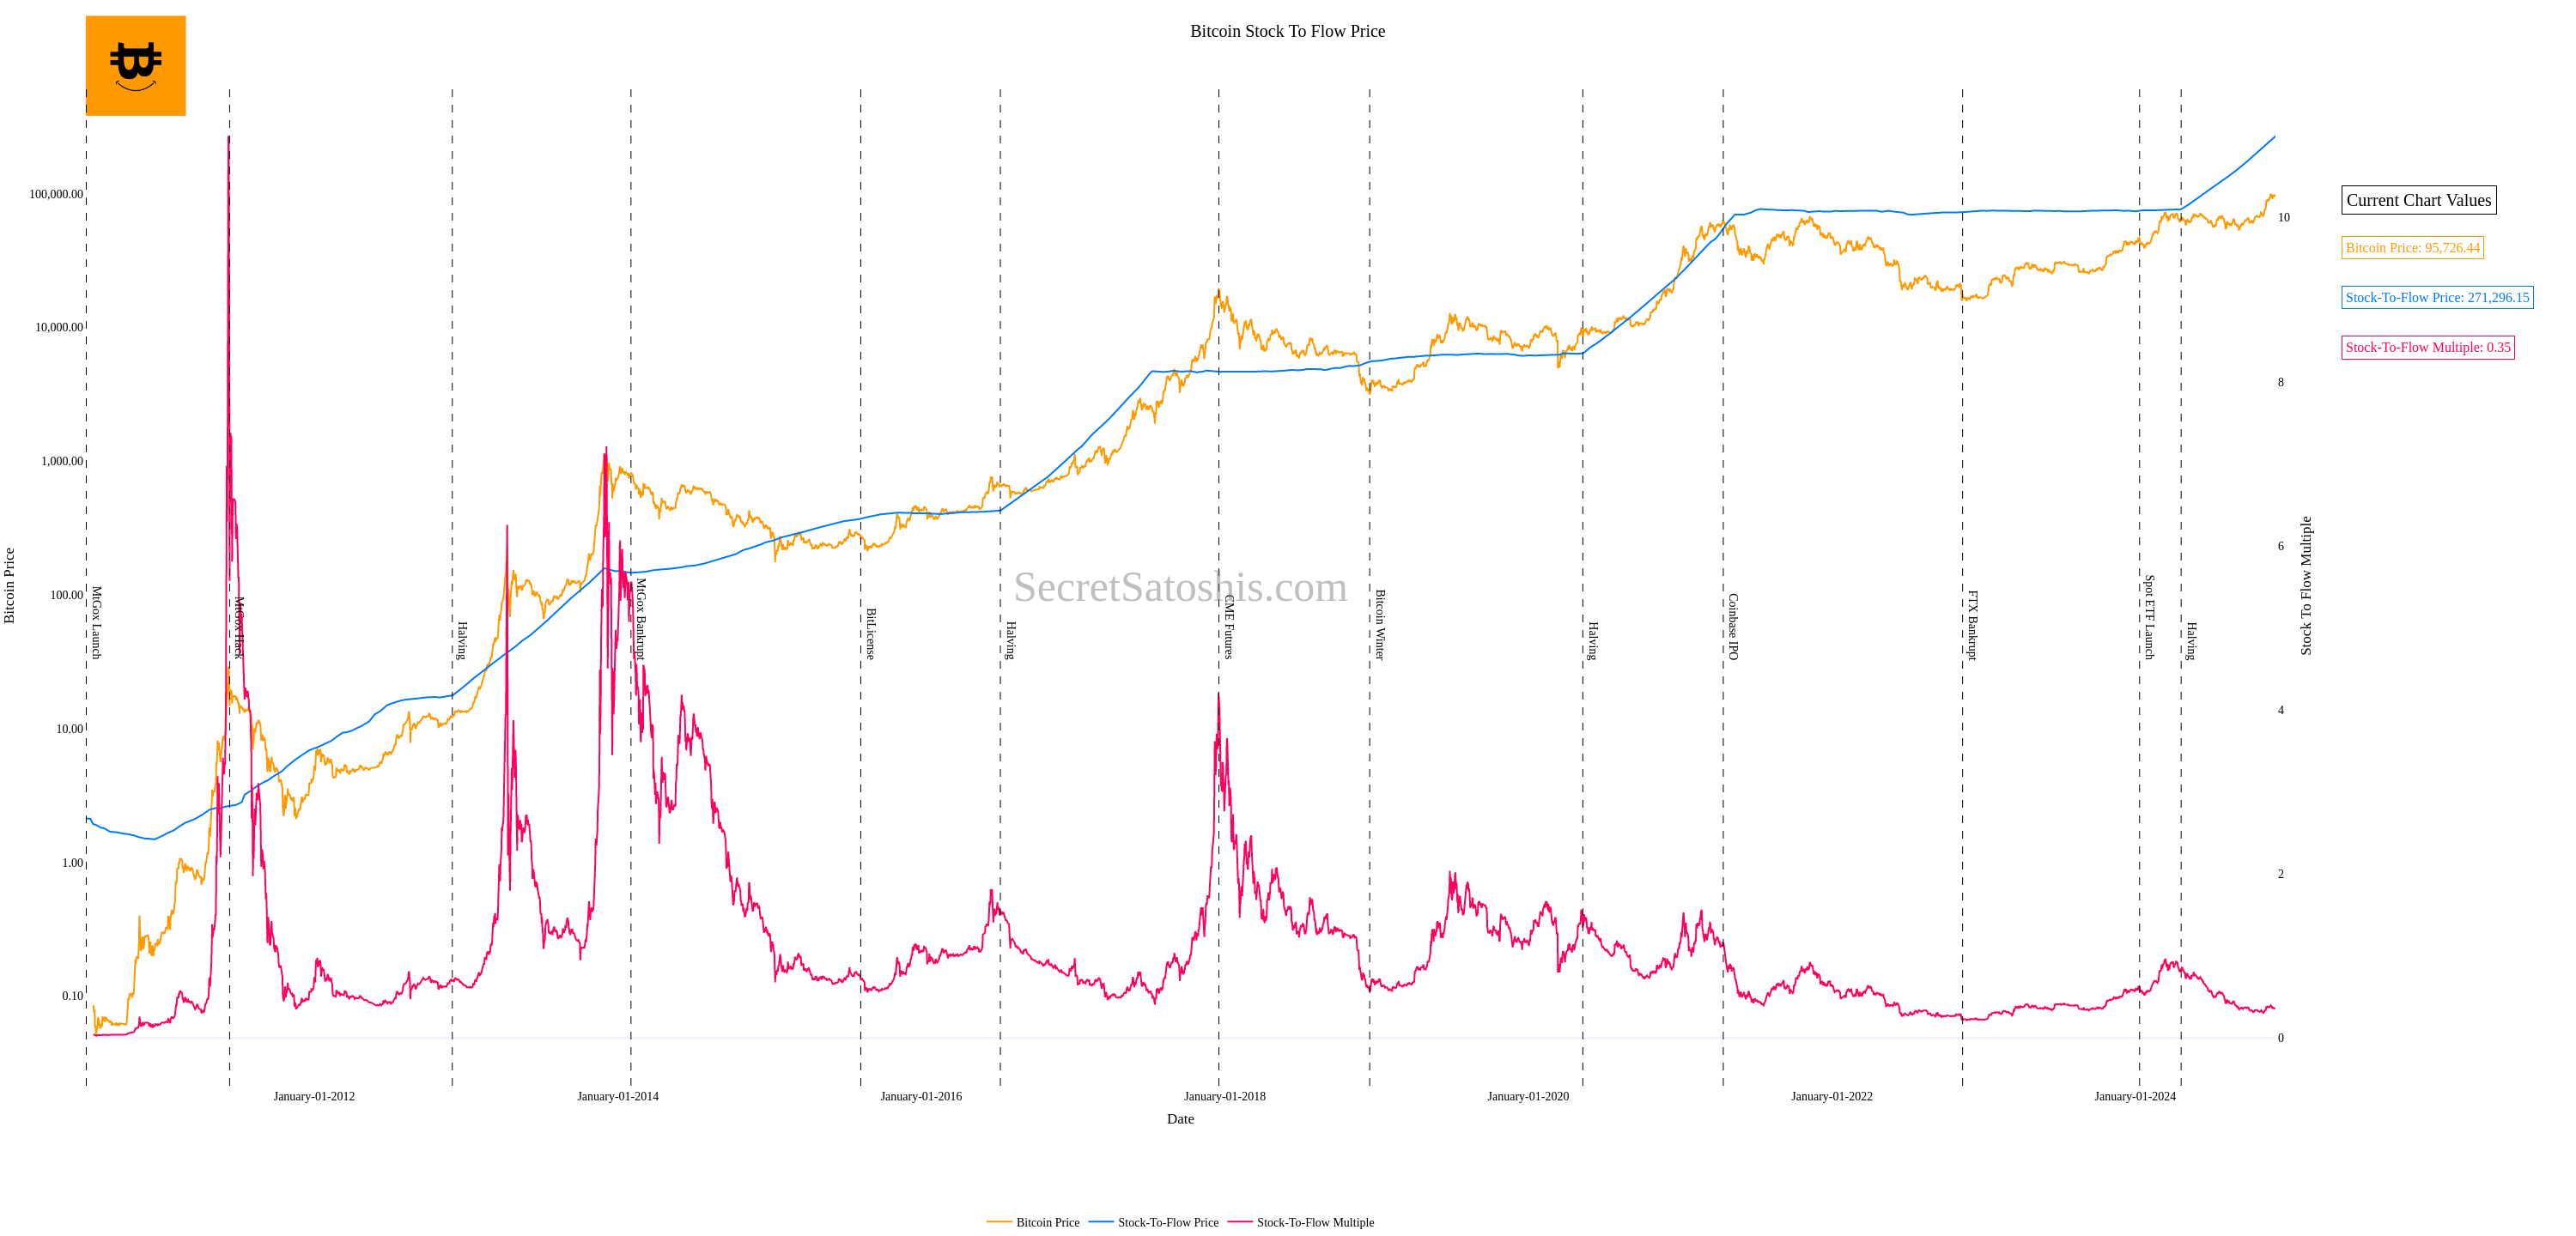 Bitcoin Stock To Flow Price
100,000.00
10,000.00
1,000.00
100.00
10.00
1.00
0.10
Bitcoin Price
MtGox Launch
MtGox Hack
Halving
MtGox Bankrupt
BitLicense
Halving
CME Futures
Bitcoin Winter
Halving
Coinbase IPO
FTX Bankrupt
Spot ETF Launch
Halving
SecretSatoshis.com
10
8
6
4
2
0
Stock To Flow Multiple
Current Chart Values
Bitcoin Price: 95,726.44
Stock-To-Flow Price: 271,296.15
Stock-To-Flow Multiple: 0.35
January-01-2012
January-01-2014
January-01-2016
January-01-2018
January-01-2020
January-01-2022
January-01-2024
Date
Bitcoin Price
Stock-To-Flow Price
Stock-To-Flow Multiple